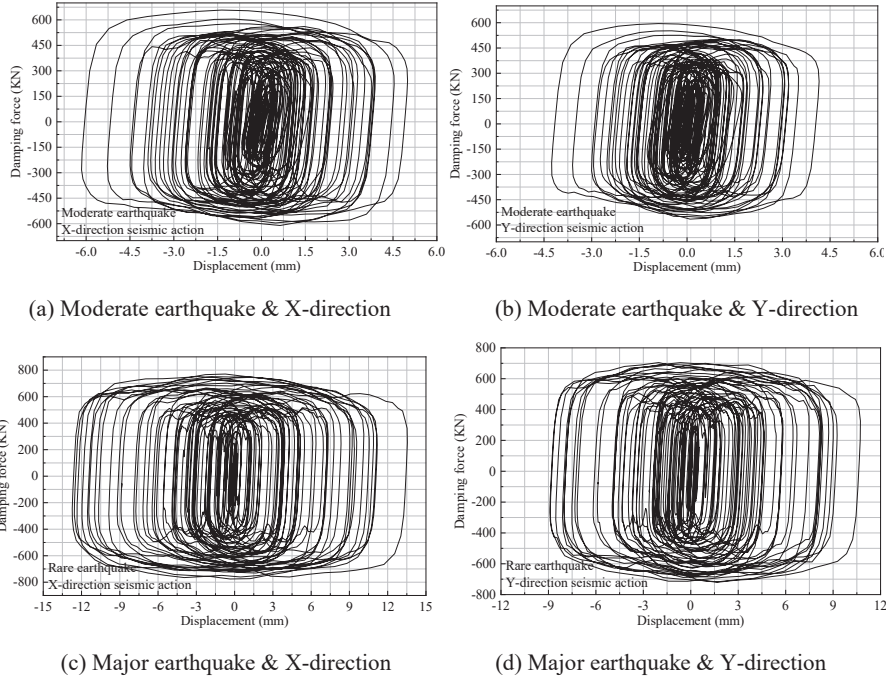 600
450
300
150
0
-150
-300
-450
-600
Damping force (KN)
Moderate earthquake
X-direction seismic action
-6.0 -4.5 -3.0 -1.5 0.0 1.5 3.0 4.5 6.0
Displacement (mm)
(a) Moderate earthquake & X-direction
600
450
300
150
0
-150
-300
-450
-600
Damping force (KN)
Moderate earthquake
Y-direction seismic action
-6.0 -4.5 -3.0 -1.5 0.0 1.5 3.0 4.5 6.0
Displacement (mm)
(b) Moderate earthquake & Y-direction
800
600
400
200
0
-200
-400
-600
-800
Damping force (KN)
Rare earthquake
X-direction seismic action
-15 -12 -9 -6 -3 0 3 6 9 12 15
Displacement (mm)
(c) Major earthquake & X-direction
800
600
400
200
0
-200
-400
-600
-800
Damping force (KN)
Rare earthquake
Y-direction seismic action
-12 -9 -6 -3 0 3 6 9 12
Displacement (mm)
(d) Major earthquake & Y-direction